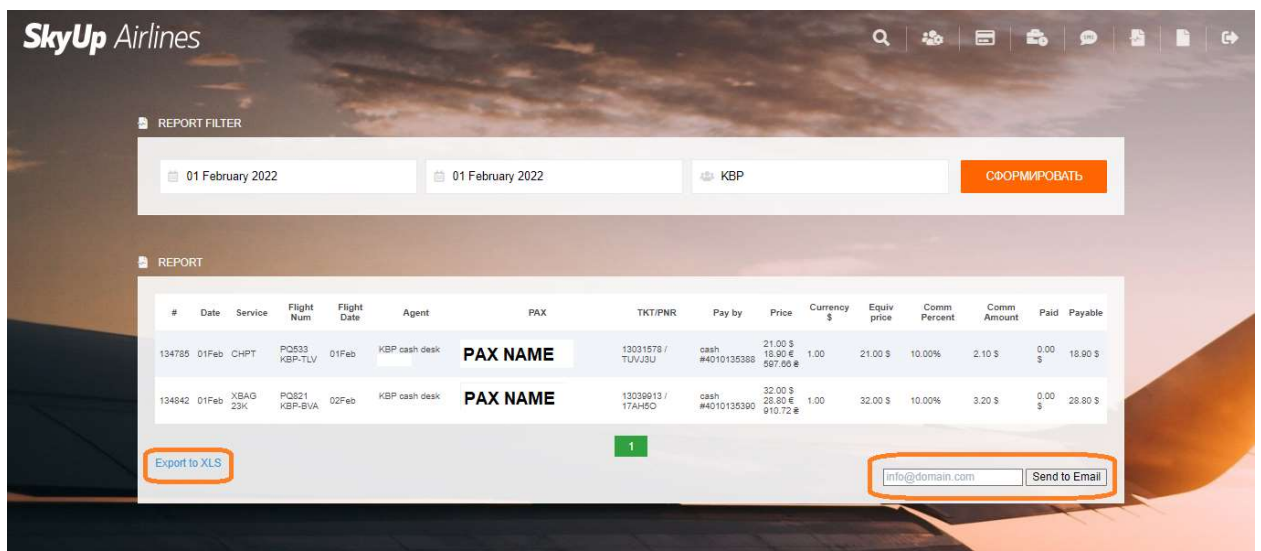 SkyUp Airlines
REPORT FILTER
01 February 2022 01 February 2022 KBP СФОРМИРОВАТЬ
REPORT
# Date Service Flight Num Flight Date Agent PAX TKT/PNR Pay by Price Currency $ Equiv price Comm Percent Comm Amount Paid Payable
134785 01Feb CHPT PQ533 KBP-TLV 01Feb KBP cash desk PAX NAME 13031578 / TUVJ3U cash #4010135388 21.00 $ 18.90 € 597.66 ₴ 1.00 21.00 $ 10.00% 2.10 $ 0.00 $ 18.90 $
134842 01Feb XBAG 23K PQ821 KBP-BVA 02Feb KBP cash desk PAX NAME 13039913 / 17AH5O cash #4010135390 32.00 $ 28.80 € 910.72 ₴ 1.00 32.00 $ 10.00% 3.20 $ 0.00 $ 28.80 $
1
Export to XLS
info@domain.com Send to Email